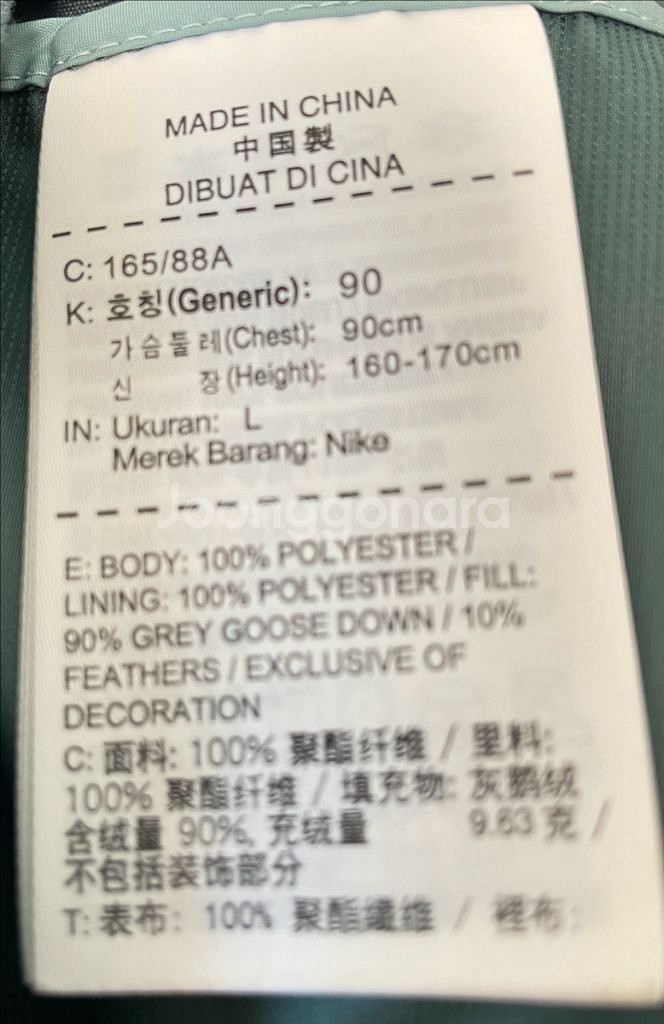 MADE IN CHINA
中国製
DIBUAT DI CINA
C: 165/88A
K: 호칭(Generic): 90
가슴둘레(Chest): 90cm
신 장(Height): 160-170cm
IN: Ukuran: L
Merek Barang: Nike
Joonggonara
E: BODY: 100% POLYESTER /
LINING: 100% POLYESTER / FILL:
90% GREY GOOSE DOWN / 10%
FEATHERS / EXCLUSIVE OF
DECORATION
C: 面料: 100% 聚酯纤维 / 里料:
100% 聚酯纤维 / 填充物: 灰鹅绒
含绒量 90%, 充绒量 9.63 克 /
不包括装饰部分
T: 表布: 100% 聚酯纖維 / 裡布: